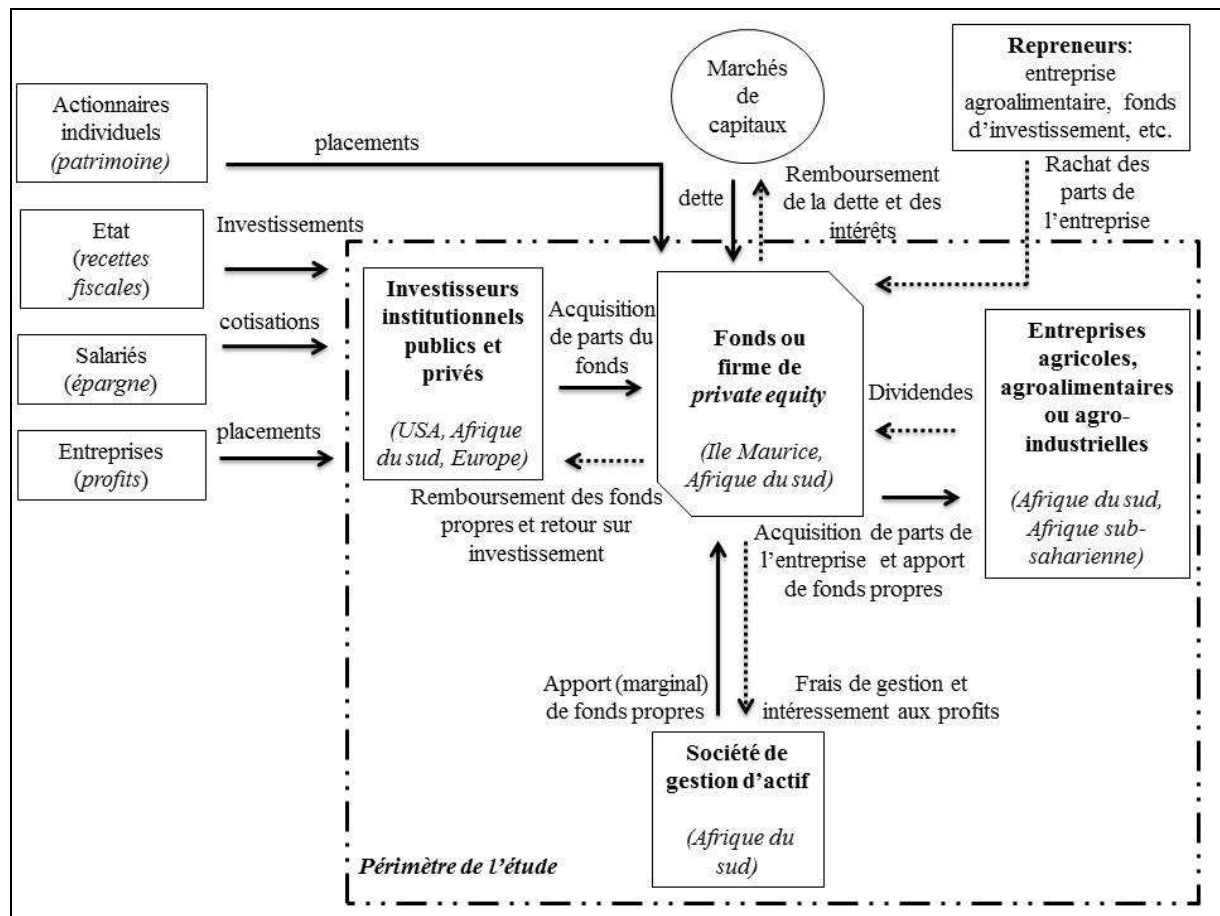 Actionnaires
individuels
(patrimoine)
placements
Marchés
de
capitaux
Repreneurs:
entreprise
agroalimentaire, fonds
d’investissement, etc.
dette
Remboursement
de la dette et des
intérêts
Rachat des
parts de
l’entreprise
Etat
(recettes
fiscales)
Investissements
Salariés
(épargne)
cotisations
Entreprises
(profits)
placements
Investisseurs
institutionnels
publics et
privés
(USA, Afrique
du sud, Europe)
Acquisition
de parts du
fonds
Fonds ou
firme de
private equity
(Ile Maurice,
Afrique du sud)
Dividendes
Entreprises
agricoles,
agroalimentaires
ou agro-
industrielles
(Afrique du sud,
Afrique sub-
saharienne)
Remboursement des fonds
propres et retour sur
investissement
Acquisition de parts de
l’entreprise et apport
de fonds propres
Apport (marginal)
de fonds propres
Frais de gestion et
intéressement aux profits
Société de
gestion d’actif
(Afrique du
sud)
Périmètre de l’étude